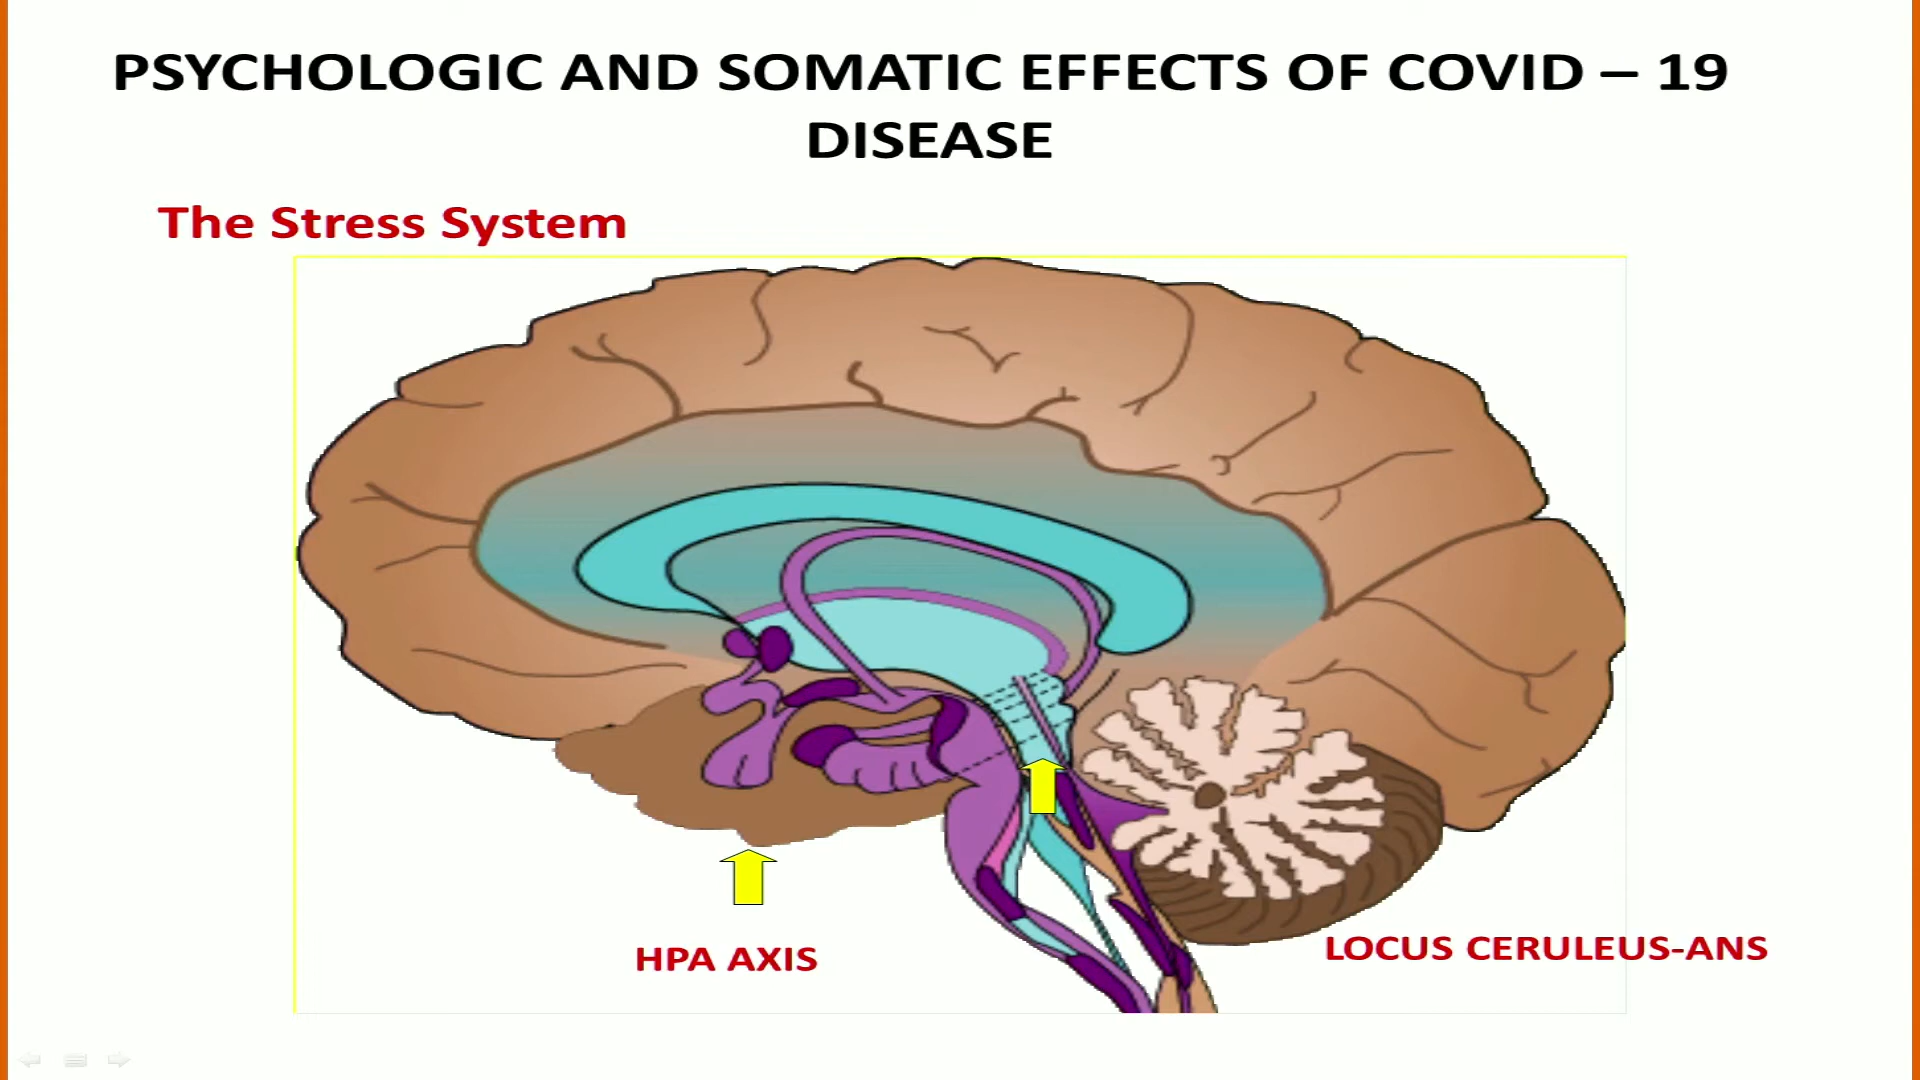 PSYCHOLOGIC AND SOMATIC EFFECTS OF COVID – 19
DISEASE
The Stress System
HPA AXIS
LOCUS CERULEUS-ANS